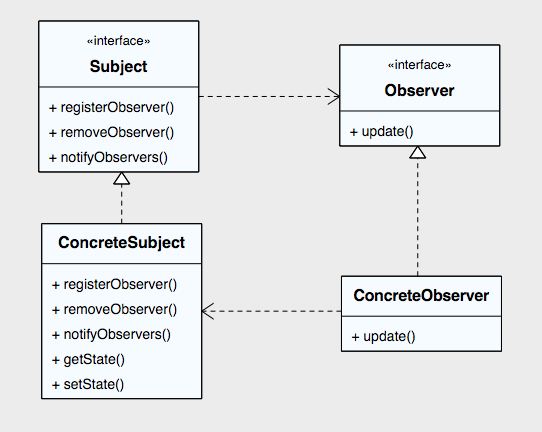 «interface»
Subject
+ registerObserver()
+ removeObserver()
+ notifyObservers()
«interface»
Observer
+ update()
ConcreteSubject
+ registerObserver()
+ removeObserver()
+ notifyObservers()
+ getState()
+ setState()
ConcreteObserver
+ update()